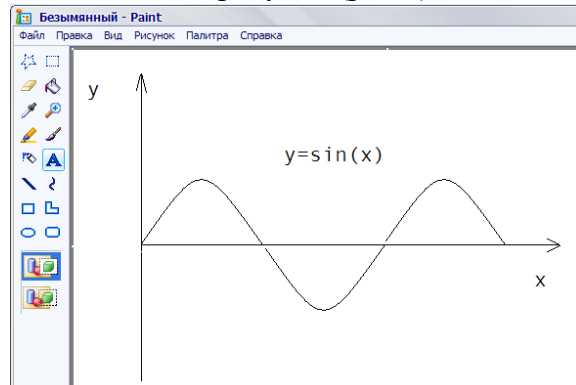 Безымянный - Paint
Файл Правка Вид Рисунок Палитра Справка
y
y=sin(x)
x